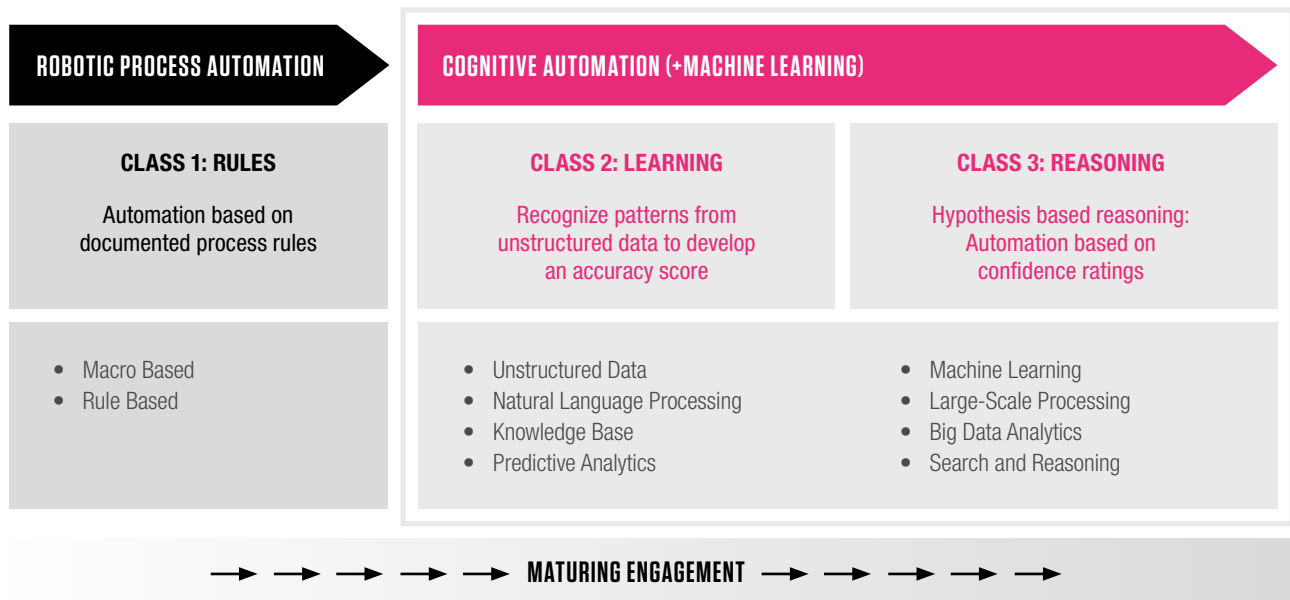 ROBOTIC PROCESS AUTOMATION
COGNITIVE AUTOMATION (+MACHINE LEARNING)
CLASS 1: RULES
Automation based on
documented process rules
CLASS 2: LEARNING
Recognize patterns from
unstructured data to develop
an accuracy score
CLASS 3: REASONING
Hypothesis based reasoning:
Automation based on
confidence ratings
• Macro Based
• Rule Based
• Unstructured Data
• Natural Language Processing
• Knowledge Base
• Predictive Analytics
• Machine Learning
• Large-Scale Processing
• Big Data Analytics
• Search and Reasoning
MATURING ENGAGEMENT